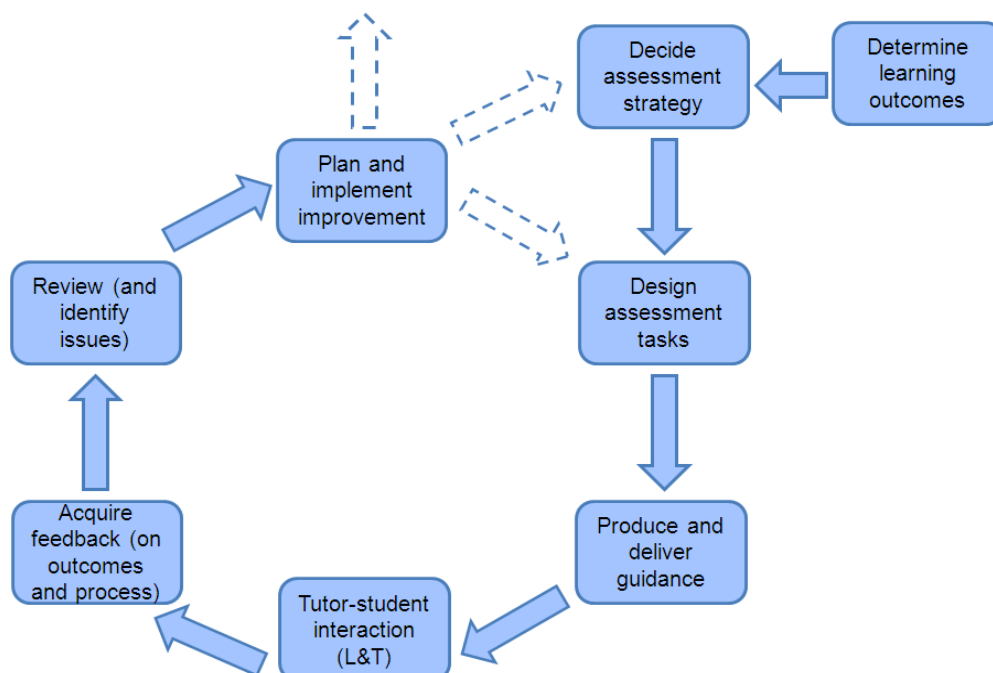 Decide
assessment
strategy
Determine
learning
outcomes
Plan and
implement
improvement
Review (and
identify
issues)
Design
assessment
tasks
Acquire
feedback (on
outcomes
and process)
Produce and
deliver
guidance
Tutor-student
interaction
(L&T)